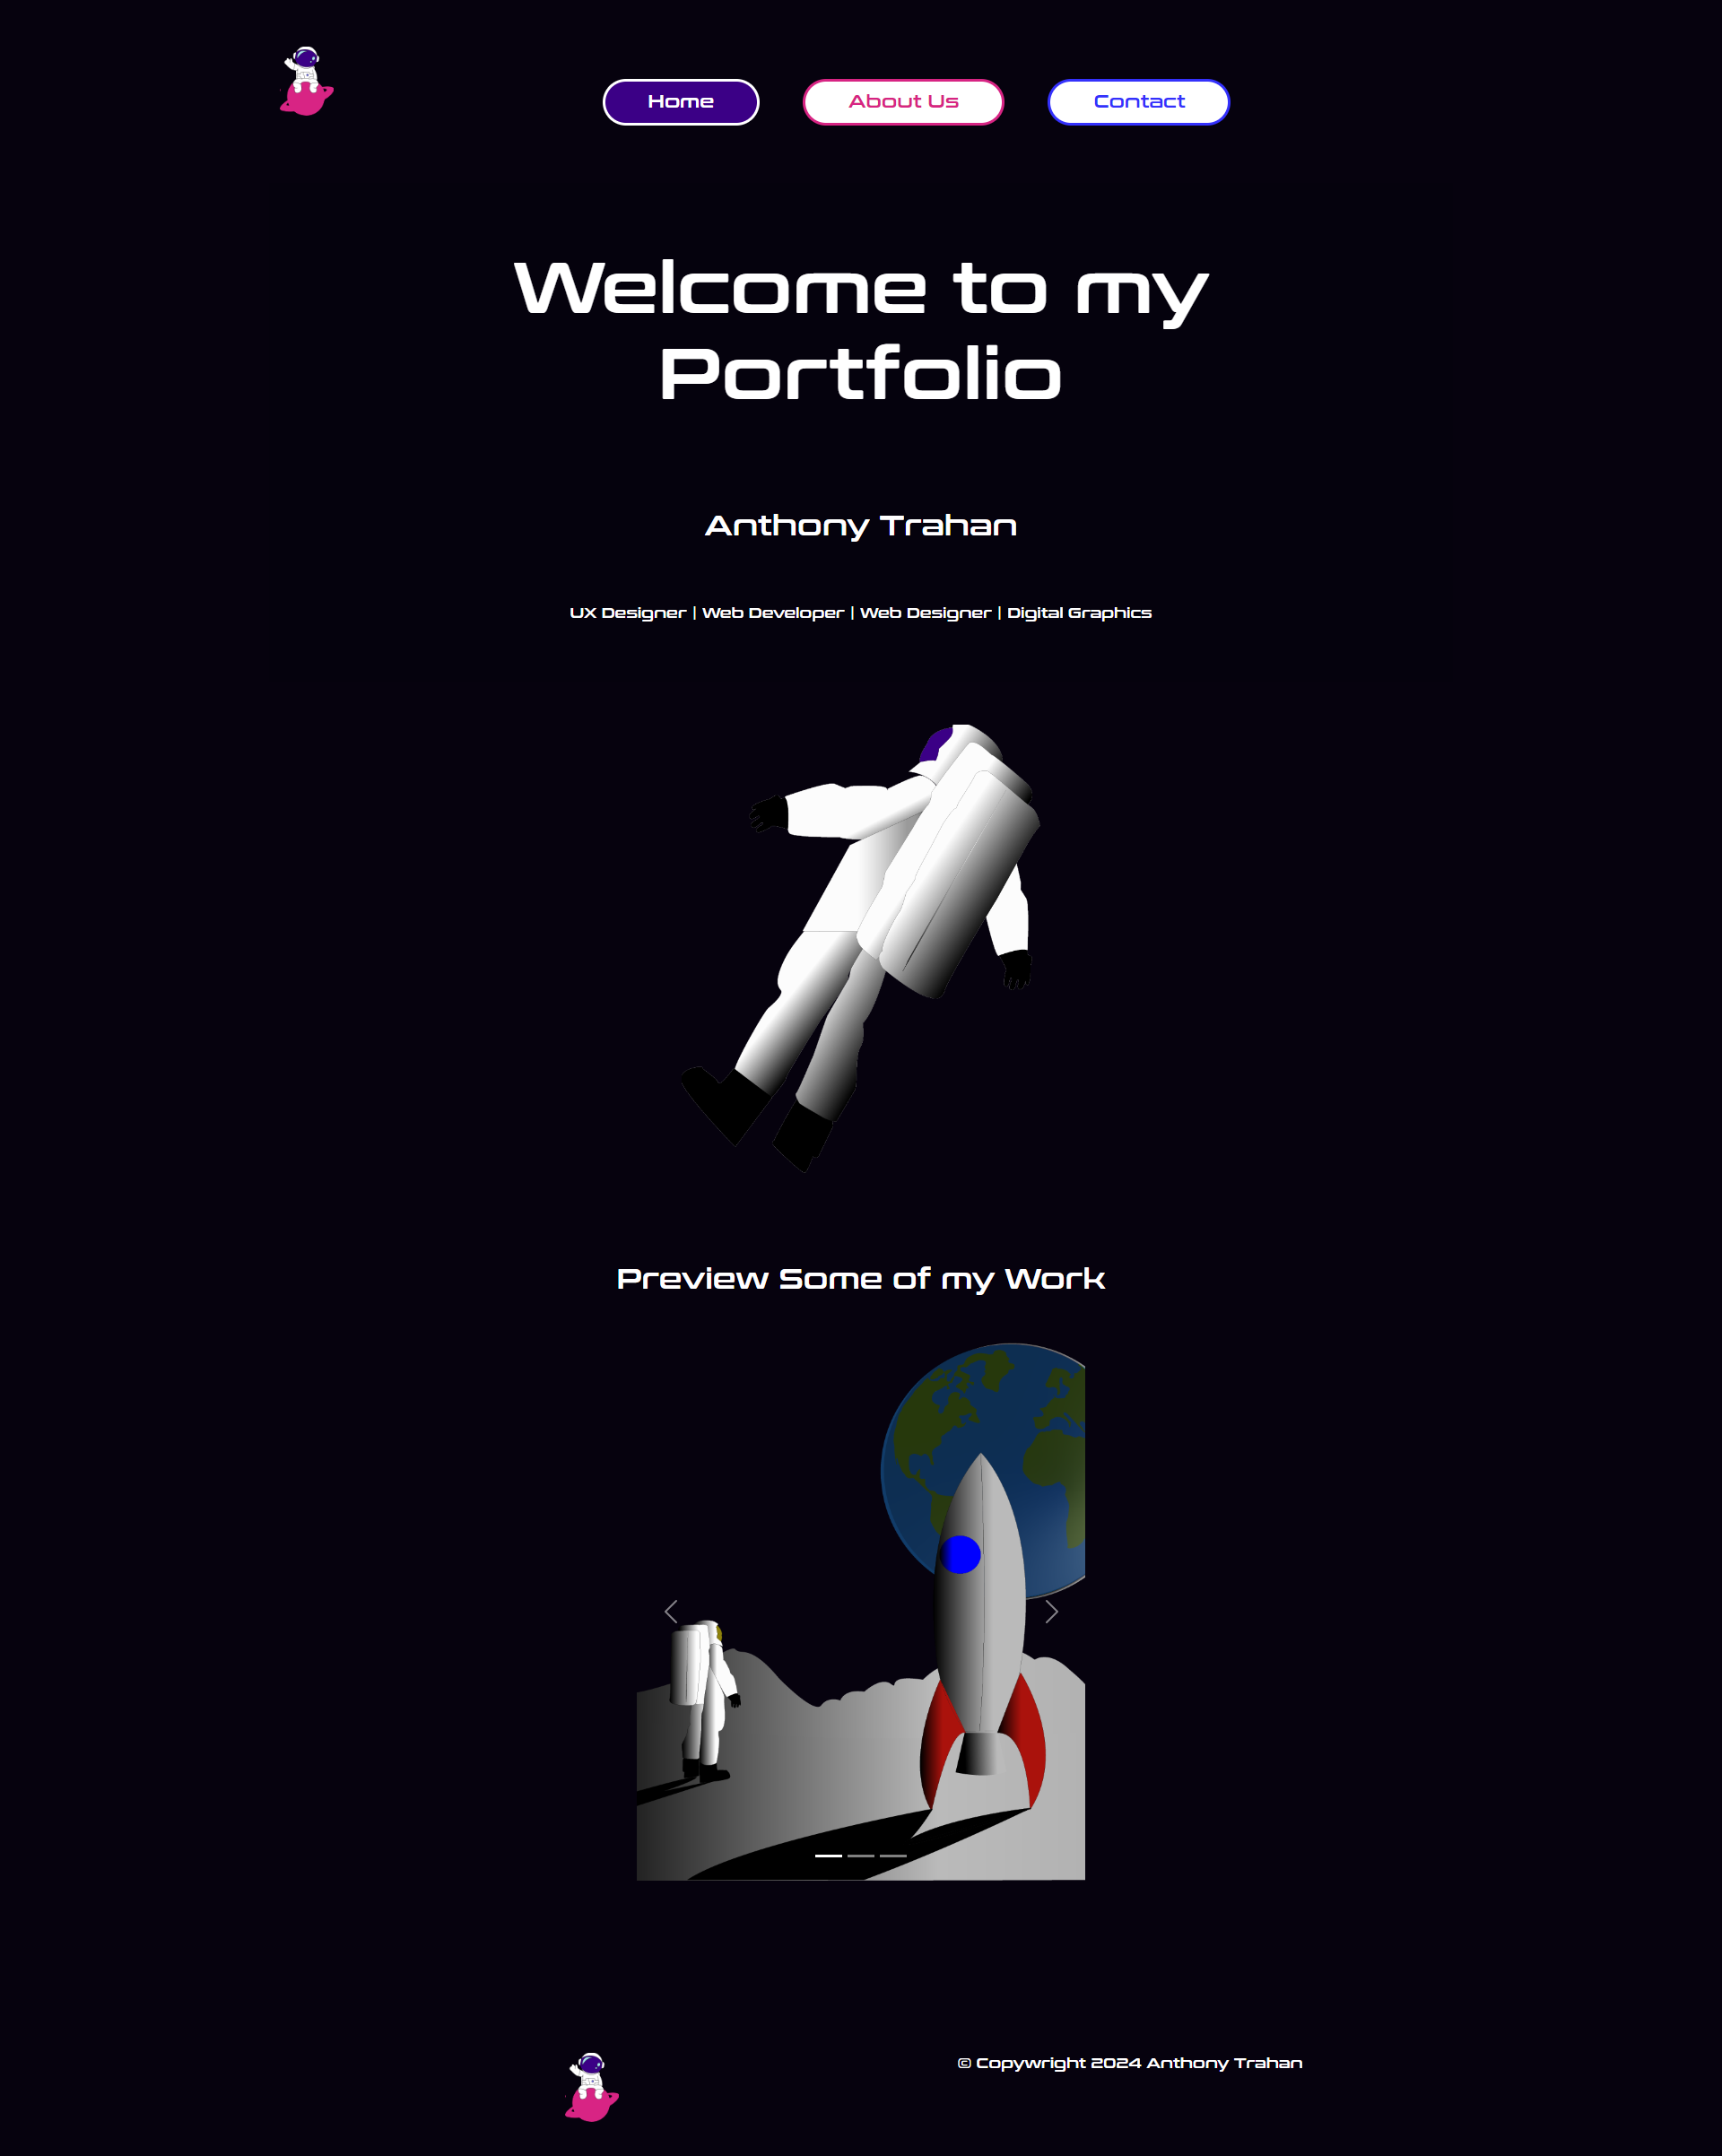 Home
About Us
Contact
Welcome to my
Portfolio
Anthony Trahan
UX Designer | Web Developer | Web Designer | Digital Graphics
Preview Some of my Work
© Copywright 2024 Anthony Trahan